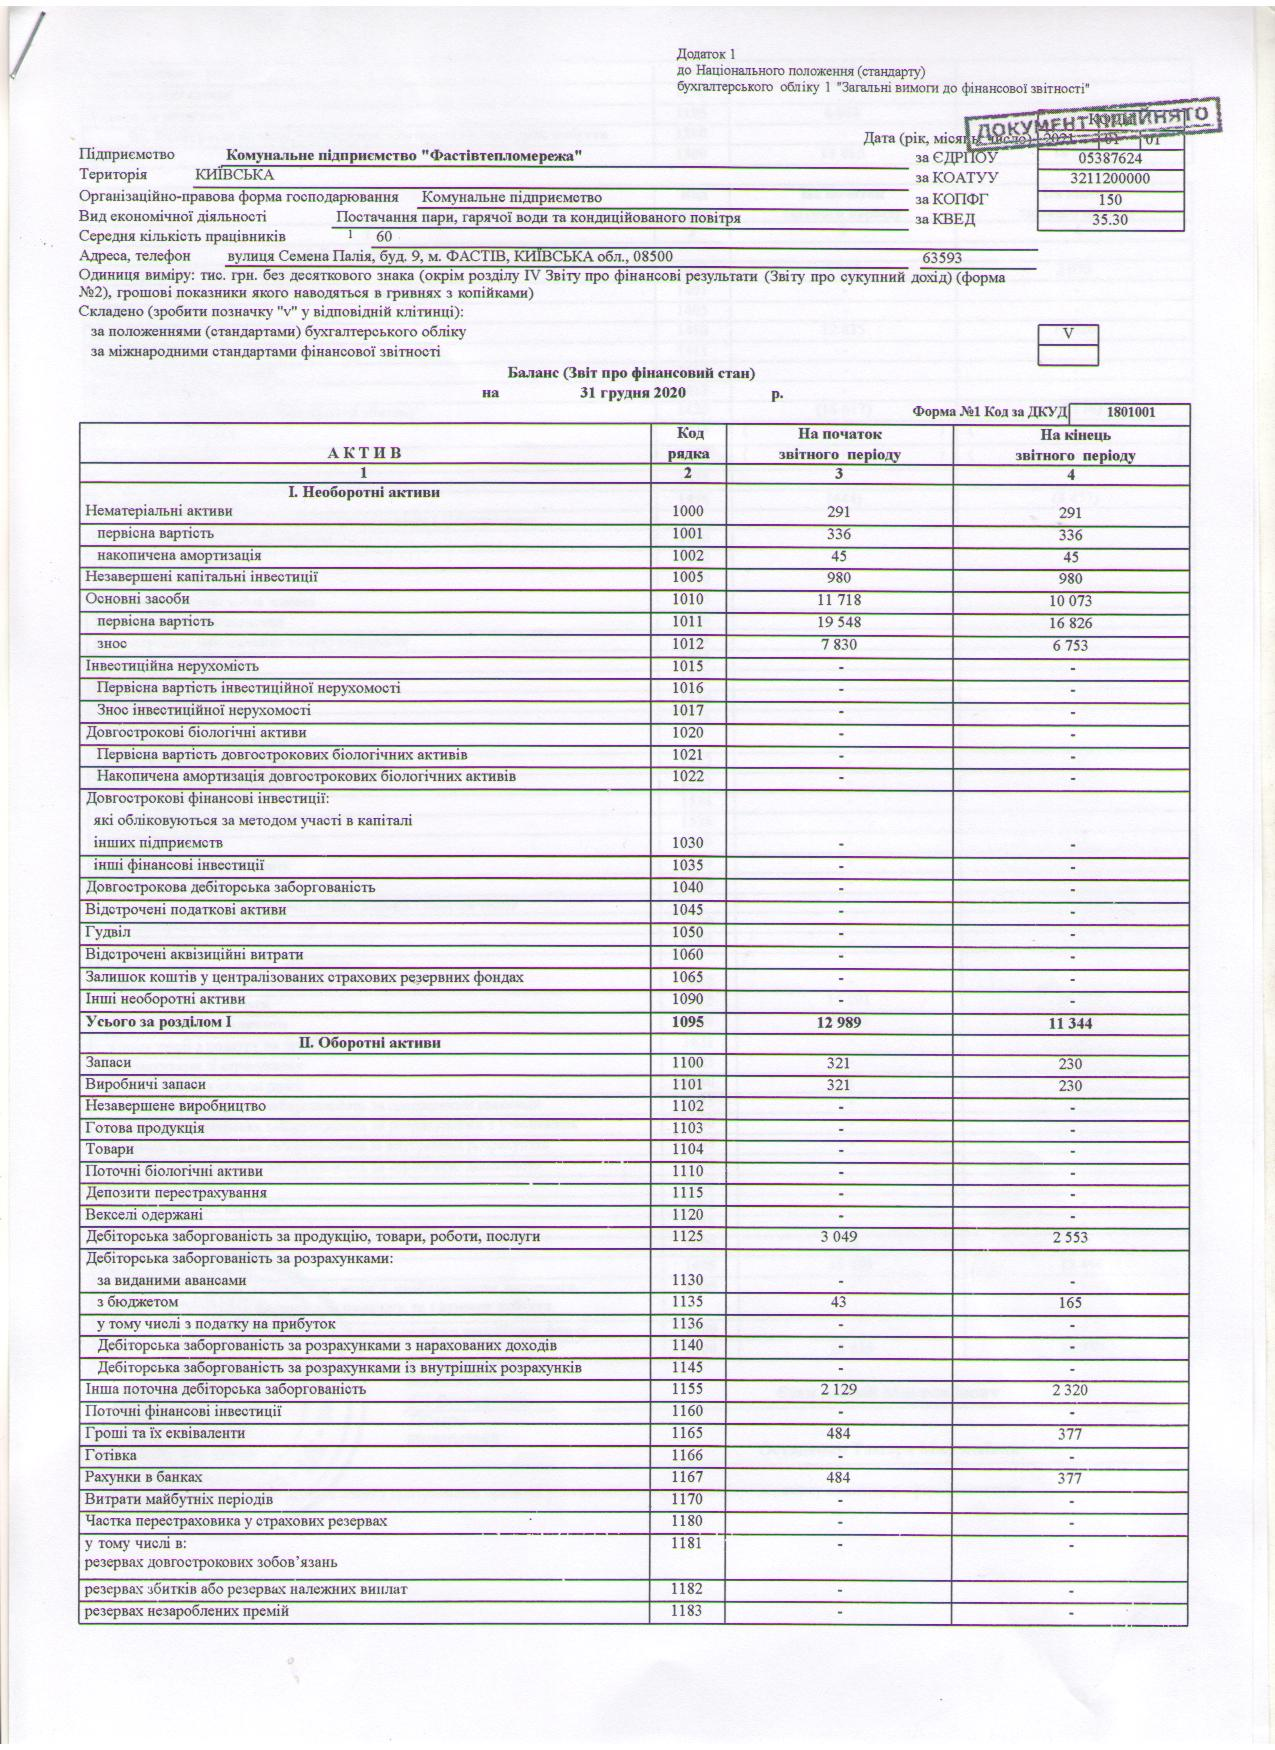 Додаток 1
до Національного положення (стандарту)
бухгалтерського обліку 1 "Загальні вимоги до фінансової звітності"
ДОКУМЕНТ ПРИЙНЯТО
Коди
Дата (рік, місяць, число) 2021 01 01
Підприємство Комунальне підприємство "Фастівтепломережа" за ЄДРПОУ 05387624
Територія КИЇВСЬКА за КОАТУУ 3211200000
Організаційно-правова форма господарювання Комунальне підприємство за КОПФГ 150
Вид економічної діяльності Постачання пари, гарячої води та кондиційованого повітря за КВЕД 35.30
Середня кількість працівників 1 60
Адреса, телефон вулиця Семена Палія, буд. 9, м. ФАСТІВ, КИЇВСЬКА обл., 08500 63593
Одиниця виміру: тис. грн. без десяткового знака (окрім розділу IV Звіту про фінансові результати (Звіту про сукупний дохід) (форма
№2), грошові показники якого наводяться в гривнях з копійками)
Складено (зробити позначку "v" у відповідній клітинці):
за положеннями (стандартами) бухгалтерського обліку V
за міжнародними стандартами фінансової звітності
Баланс (Звіт про фінансовий стан)
на 31 грудня 2020 р.
Форма №1 Код за ДКУД 1801001
А К Т И В Код рядка На початок звітного періоду На кінець звітного періоду
1 2 3 4
I. Необоротні активи
Нематеріальні активи 1000 291 291
первісна вартість 1001 336 336
накопичена амортизація 1002 45 45
Незавершені капітальні інвестиції 1005 980 980
Основні засоби 1010 11 718 10 073
первісна вартість 1011 19 548 16 826
знос 1012 7 830 6 753
Інвестиційна нерухомість 1015 - -
Первісна вартість інвестиційної нерухомості 1016 - -
Знос інвестиційної нерухомості 1017 - -
Довгострокові біологічні активи 1020 - -
Первісна вартість довгострокових біологічних активів 1021 - -
Накопичена амортизація довгострокових біологічних активів 1022 - -
Довгострокові фінансові інвестиції:
які обліковуються за методом участі в капіталі
інших підприємств 1030 - -
інші фінансові інвестиції 1035 - -
Довгострокова дебіторська заборгованість 1040 - -
Відстрочені податкові активи 1045 - -
Гудвіл 1050 - -
Відстрочені аквізиційні витрати 1060 - -
Залишок коштів у централізованих страхових резервних фондах 1065 - -
Інші необоротні активи 1090 - -
Усього за розділом I 1095 12 989 11 344
II. Оборотні активи
Запаси 1100 321 230
Виробничі запаси 1101 321 230
Незавершене виробництво 1102 - -
Готова продукція 1103 - -
Товари 1104 - -
Поточні біологічні активи 1110 - -
Депозити перестрахування 1115 - -
Векселі одержані 1120 - -
Дебіторська заборгованість за продукцію, товари, роботи, послуги 1125 3 049 2 553
Дебіторська заборгованість за розрахунками:
за виданими авансами 1130 - -
з бюджетом 1135 43 165
у тому числі з податку на прибуток 1136 - -
Дебіторська заборгованість за розрахунками з нарахованих доходів 1140 - -
Дебіторська заборгованість за розрахунками із внутрішніх розрахунків 1145 - -
Інша поточна дебіторська заборгованість 1155 2 129 2 320
Поточні фінансові інвестиції 1160 - -
Гроші та їх еквіваленти 1165 484 377
Готівка 1166 - -
Рахунки в банках 1167 484 377
Витрати майбутніх періодів 1170 - -
Частка перестраховика у страхових резервах 1180 - -
у тому числі в: 1181 - -
резервах довгострокових зобов’язань
резервах збитків або резервах належних виплат 1182 - -
резервах незароблених премій 1183 - -